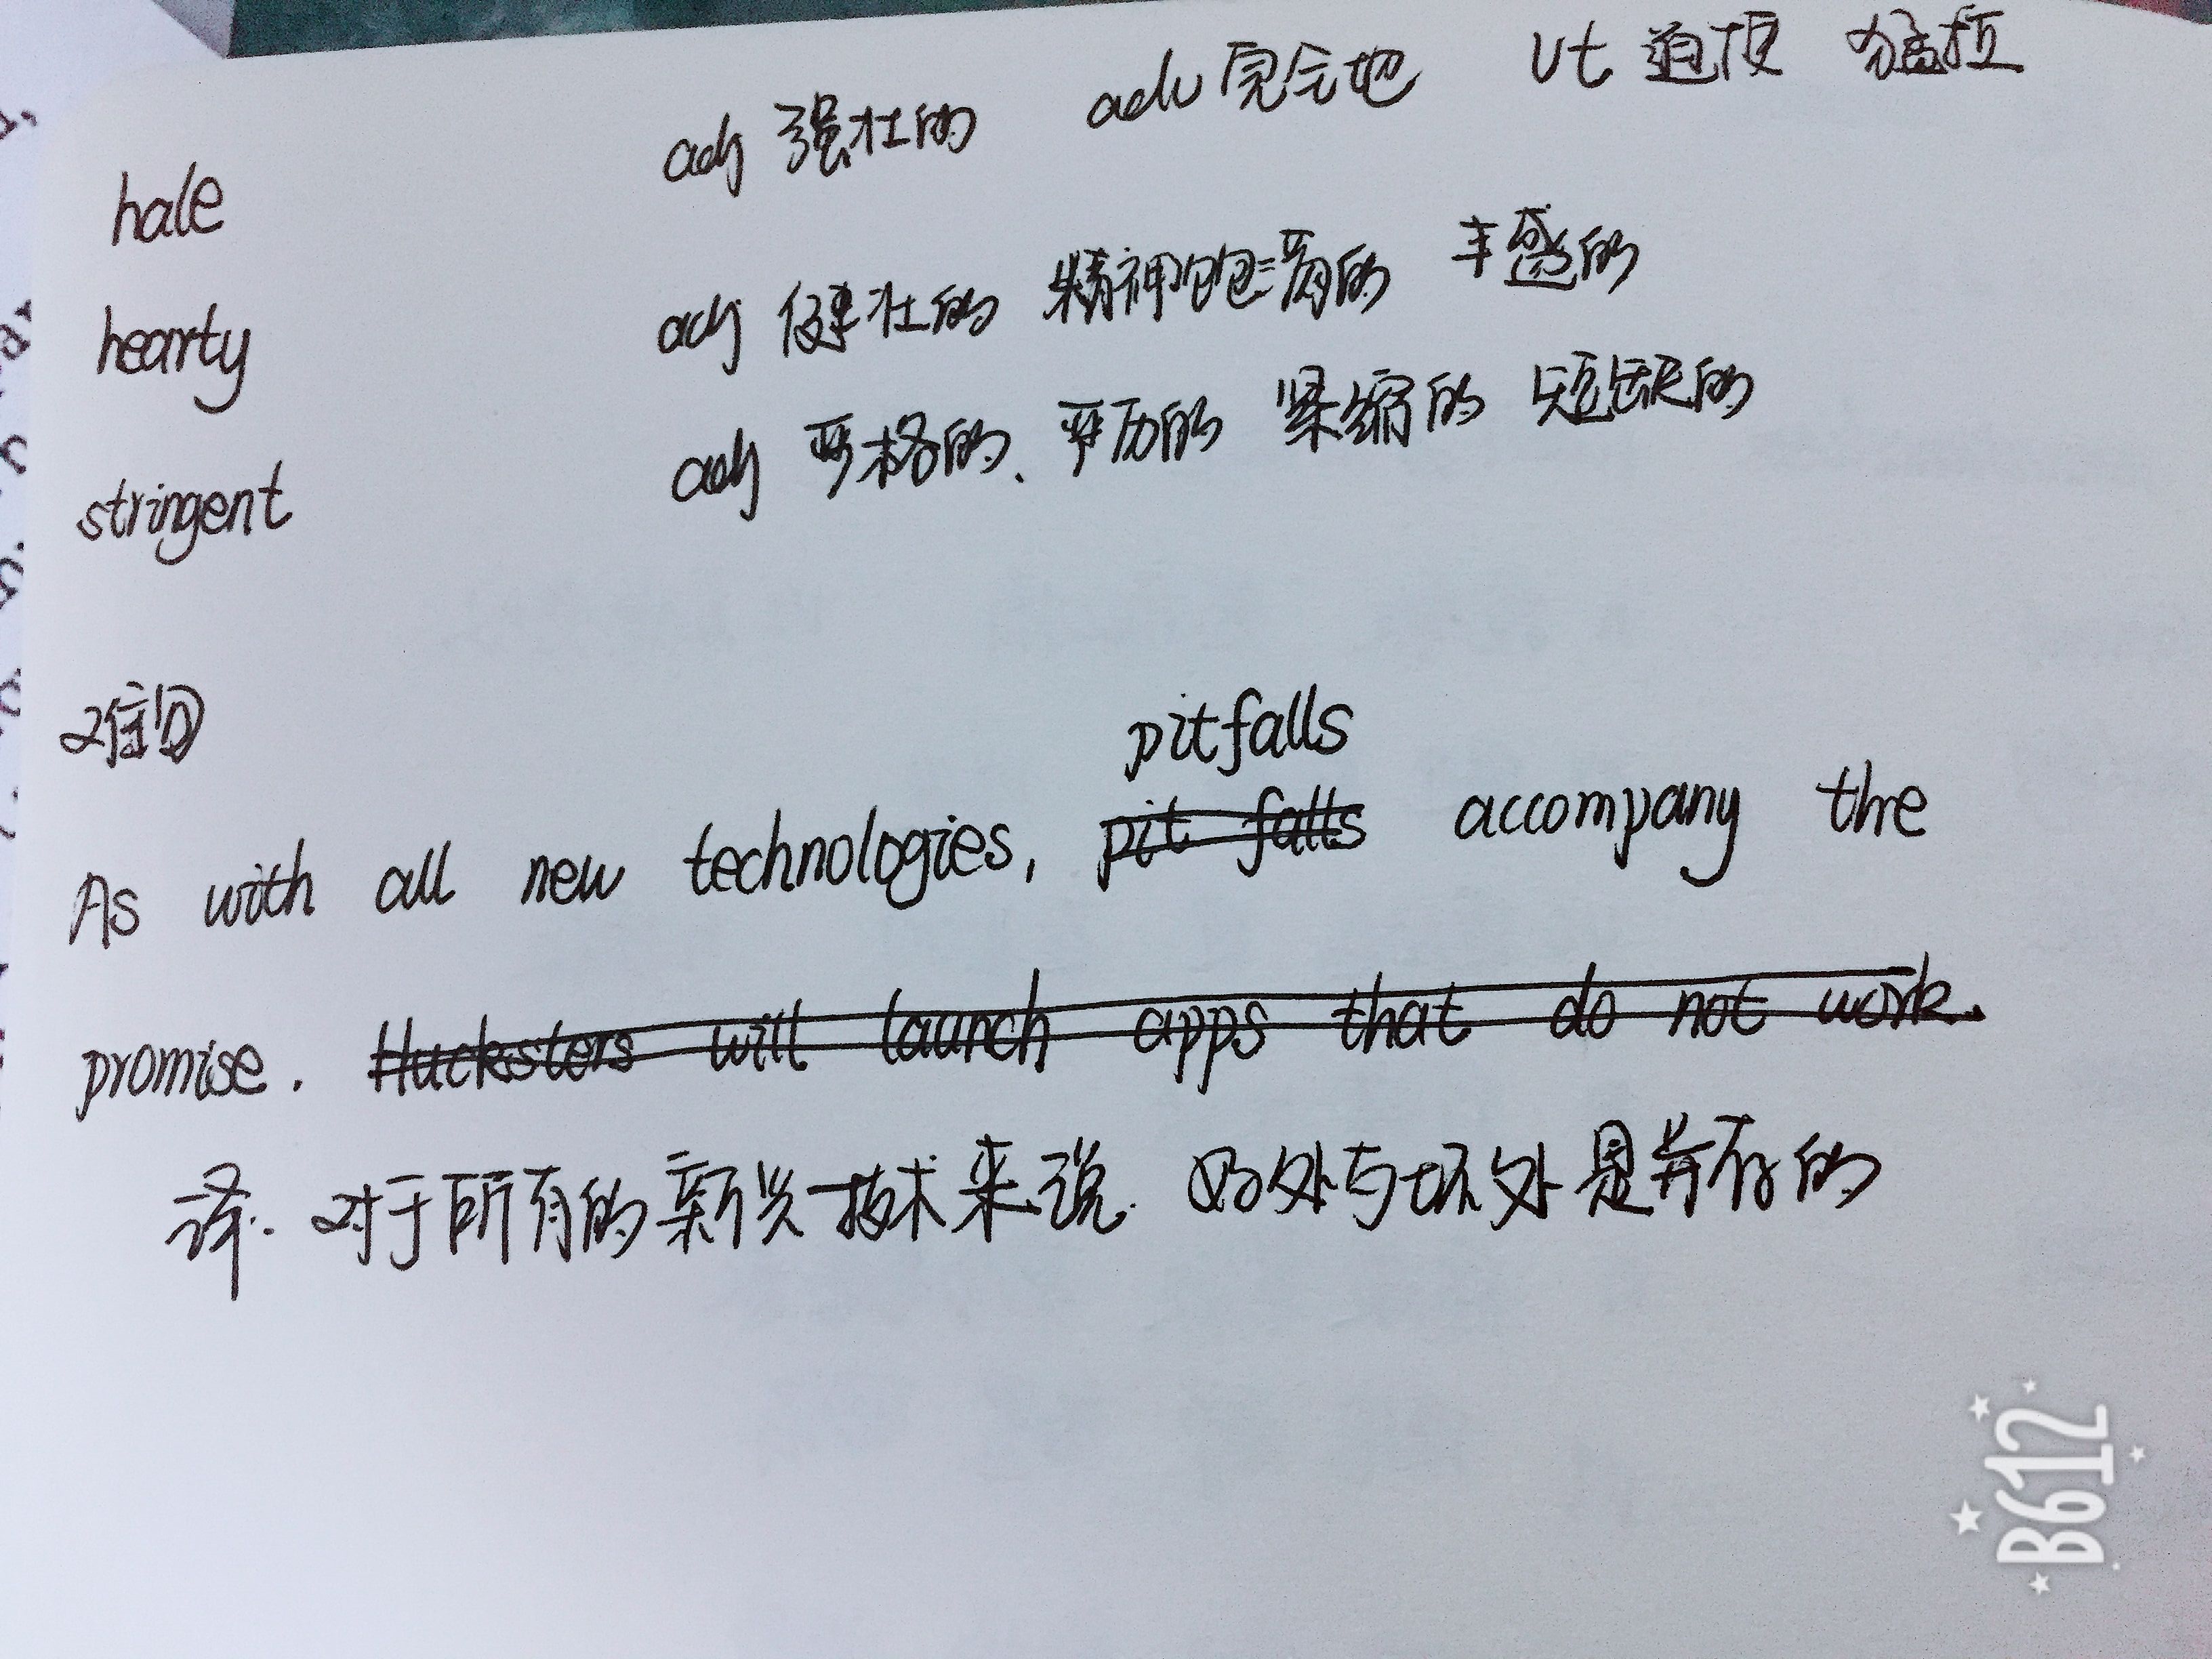 hale adj 强壮的 adv 完全地 vt 迫使 猛拉
hearty adj 健壮的 精神饱满的 丰盛的
stringent adj 严格的、严厉的 紧缩的 短缺的
pitfalls
As with all new technologies, pit falls accompany the
promise. Hucksters will launch apps that do not work.
译. 对于所有的新兴技术来说. 好处与坏处是并存的
B612